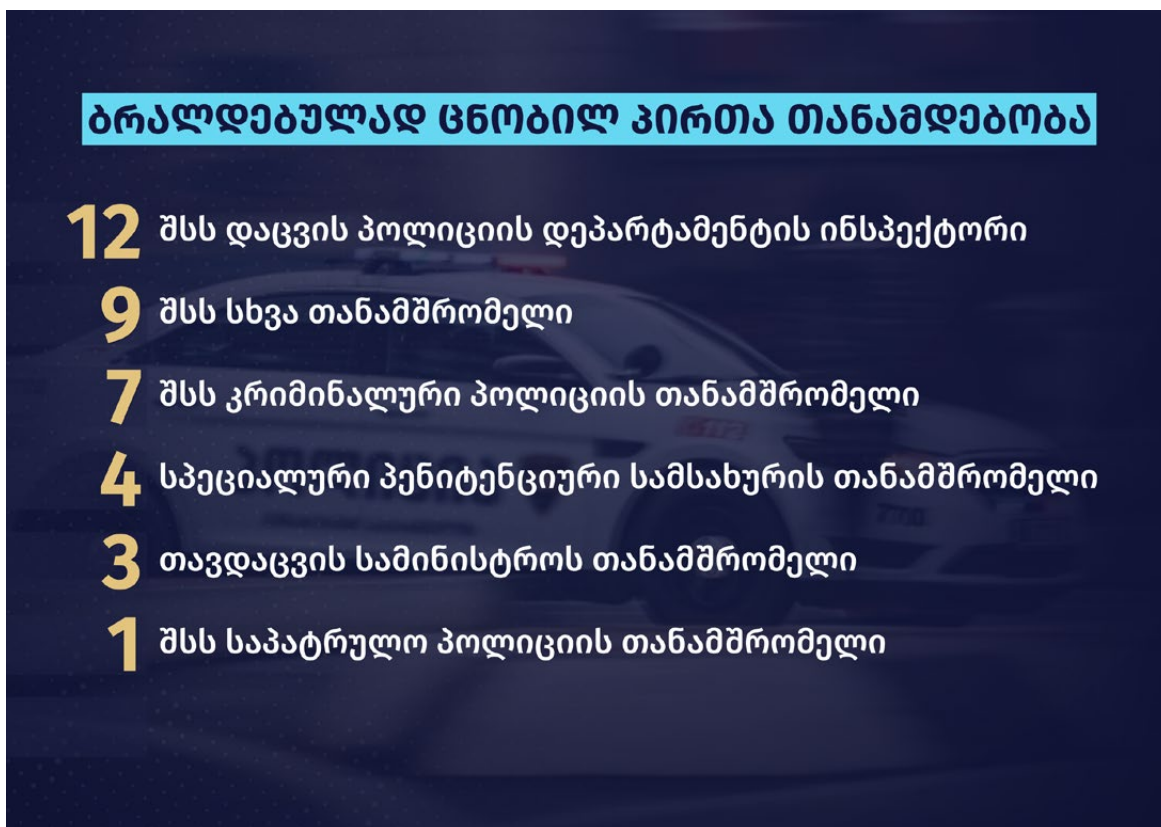 ბრალდებულად ცნობილ პირთა თანამდებობა
12 შსს დაცვის პოლიციის დეპარტამენტის ინსპექტორი
9 შსს სხვა თანამშრომელი
7 შსს კრიმინალური პოლიციის თანამშრომელი
4 სპეციალური პენიტენციური სამსახურის თანამშრომელი
3 თავდაცვის სამინისტროს თანამშრომელი
1 შსს საპატრულო პოლიციის თანამშრომელი
პოლიცია